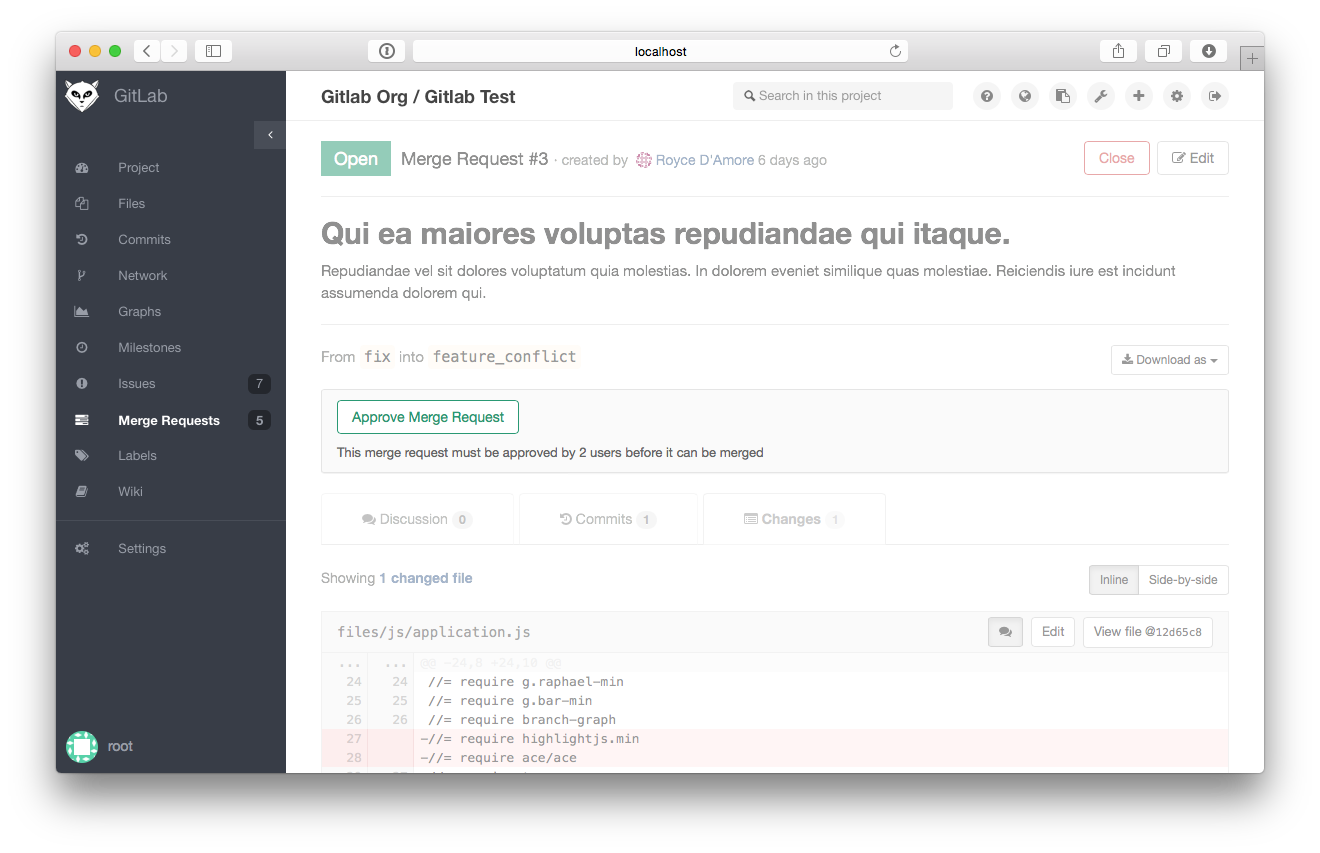 localhost
GitLab
Gitlab Org / Gitlab Test
Search in this project
Project
Files
Commits
Network
Graphs
Milestones
Issues 7
Merge Requests 5
Labels
Wiki
Settings
root
Open Merge Request #3 · created by Royce D'Amore 6 days ago
Close
Edit
Qui ea maiores voluptas repudiandae qui itaque.
Repudiandae vel sit dolores voluptatum quia molestias. In dolorem eveniet similique quas molestiae. Reiciendis iure est incidunt
assumenda dolorem qui.
From fix into feature_conflict
Download as
Approve Merge Request
This merge request must be approved by 2 users before it can be merged
Discussion 0
Commits 1
Changes 1
Showing 1 changed file
Inline
Side-by-side
files/js/application.js
Edit
View file @12d65c8
... ... @@ -24,8 +24,10 @@
24 24 //= require g.raphael-min
25 25 //= require g.bar-min
26 26 //= require branch-graph
27 -//= require highlightjs.min
28 -//= require ace/ace